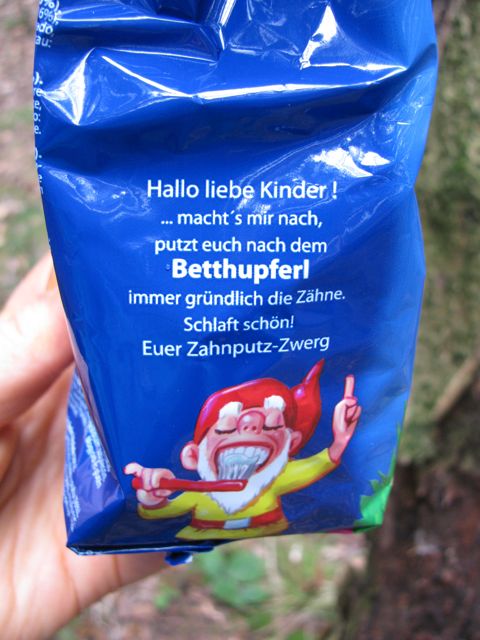 Hallo liebe Kinder !
... macht´s mir nach,
putzt euch nach dem
Betthupferl
immer gründlich die Zähne.
Schlaft schön!
Euer Zahnputz-Zwerg